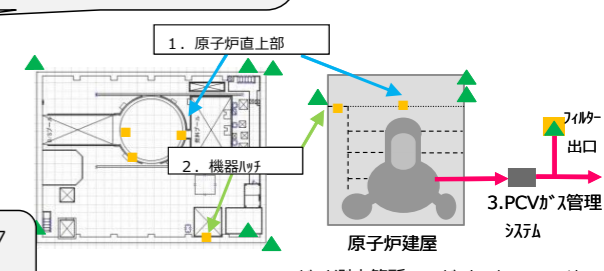 1. 原子炉直上部
2. 機器ハッチ
フィルター
出口
3.PCVガス管理
システム
原子炉建屋
7